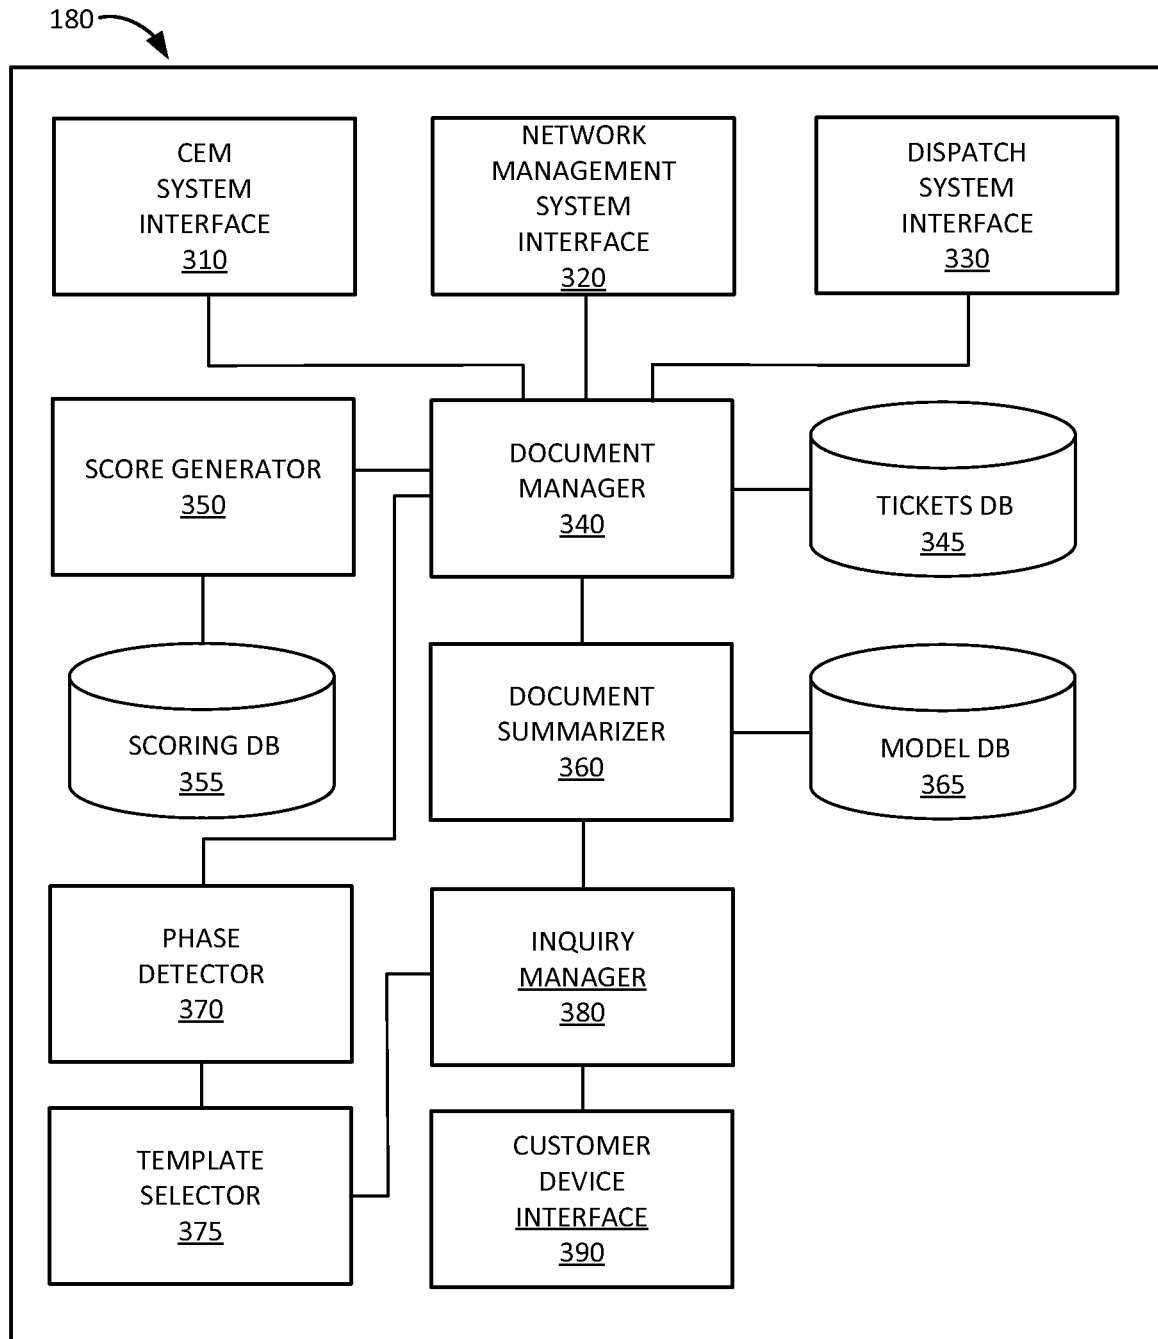 180
CEM
SYSTEM
INTERFACE
310
NETWORK
MANAGEMENT
SYSTEM
INTERFACE
320
DISPATCH
SYSTEM
INTERFACE
330
SCORE GENERATOR
350
DOCUMENT
MANAGER
340
TICKETS DB
345
SCORING DB
355
DOCUMENT
SUMMARIZER
360
MODEL DB
365
PHASE
DETECTOR
370
INQUIRY
MANAGER
380
TEMPLATE
SELECTOR
375
CUSTOMER
DEVICE
INTERFACE
390